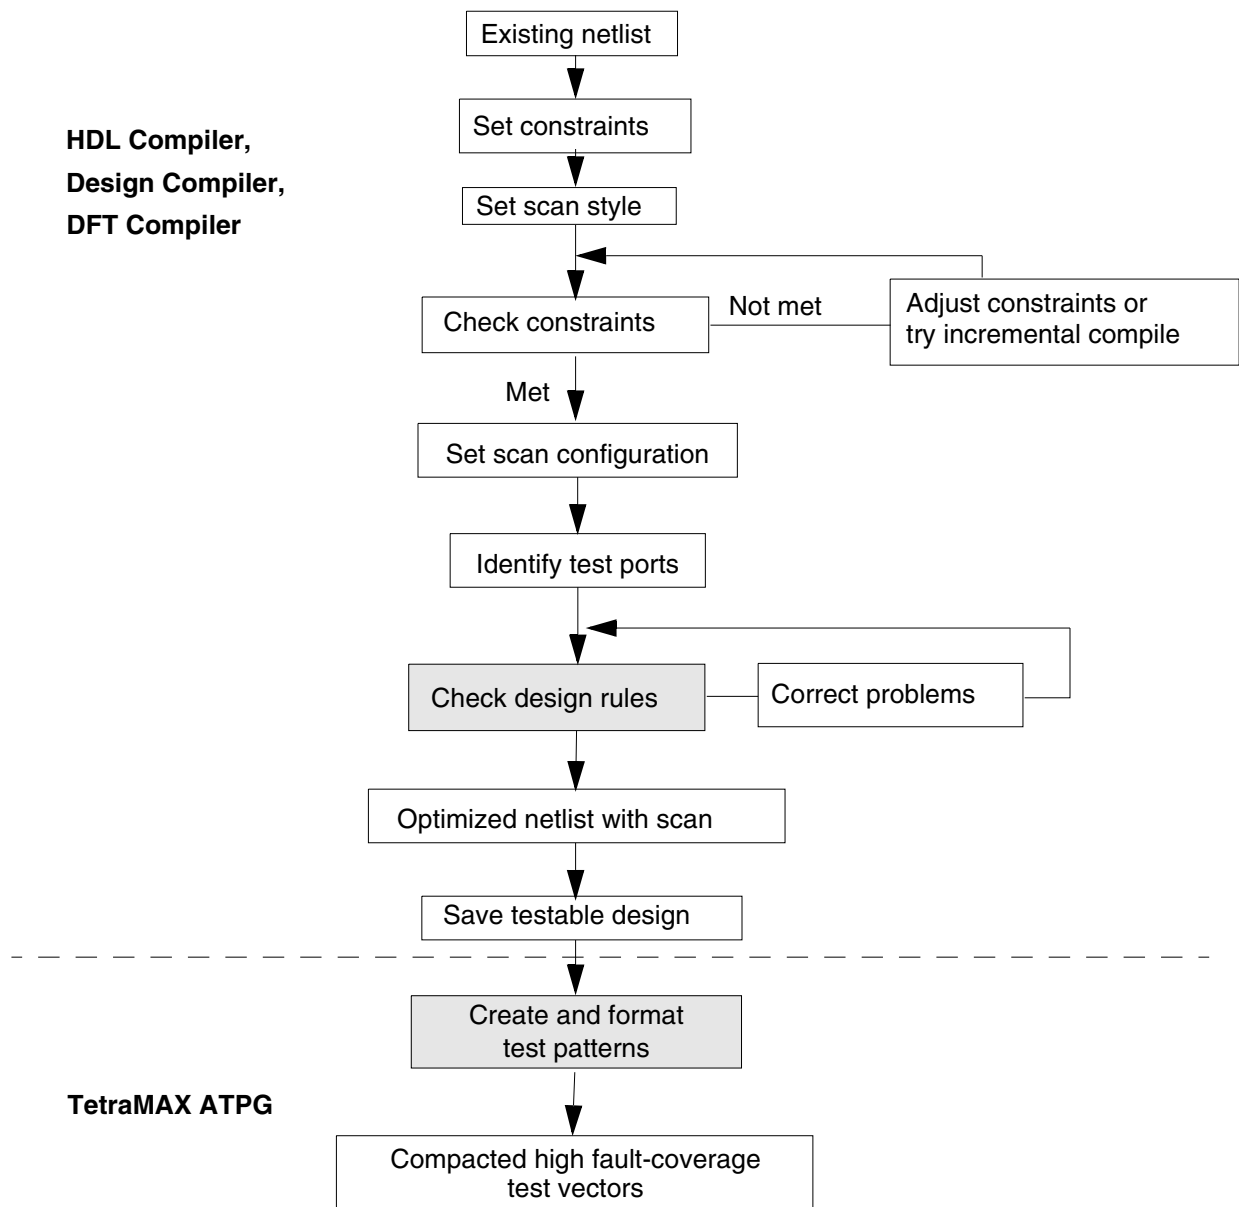 Existing netlist
Set constraints
HDL Compiler,
Design Compiler,
DFT Compiler
Set scan style
Check constraints
Not met
Adjust constraints or
try incremental compile
Met
Set scan configuration
Identify test ports
Check design rules
Correct problems
Optimized netlist with scan
Save testable design
Create and format
test patterns
TetraMAX ATPG
Compacted high fault-coverage
test vectors